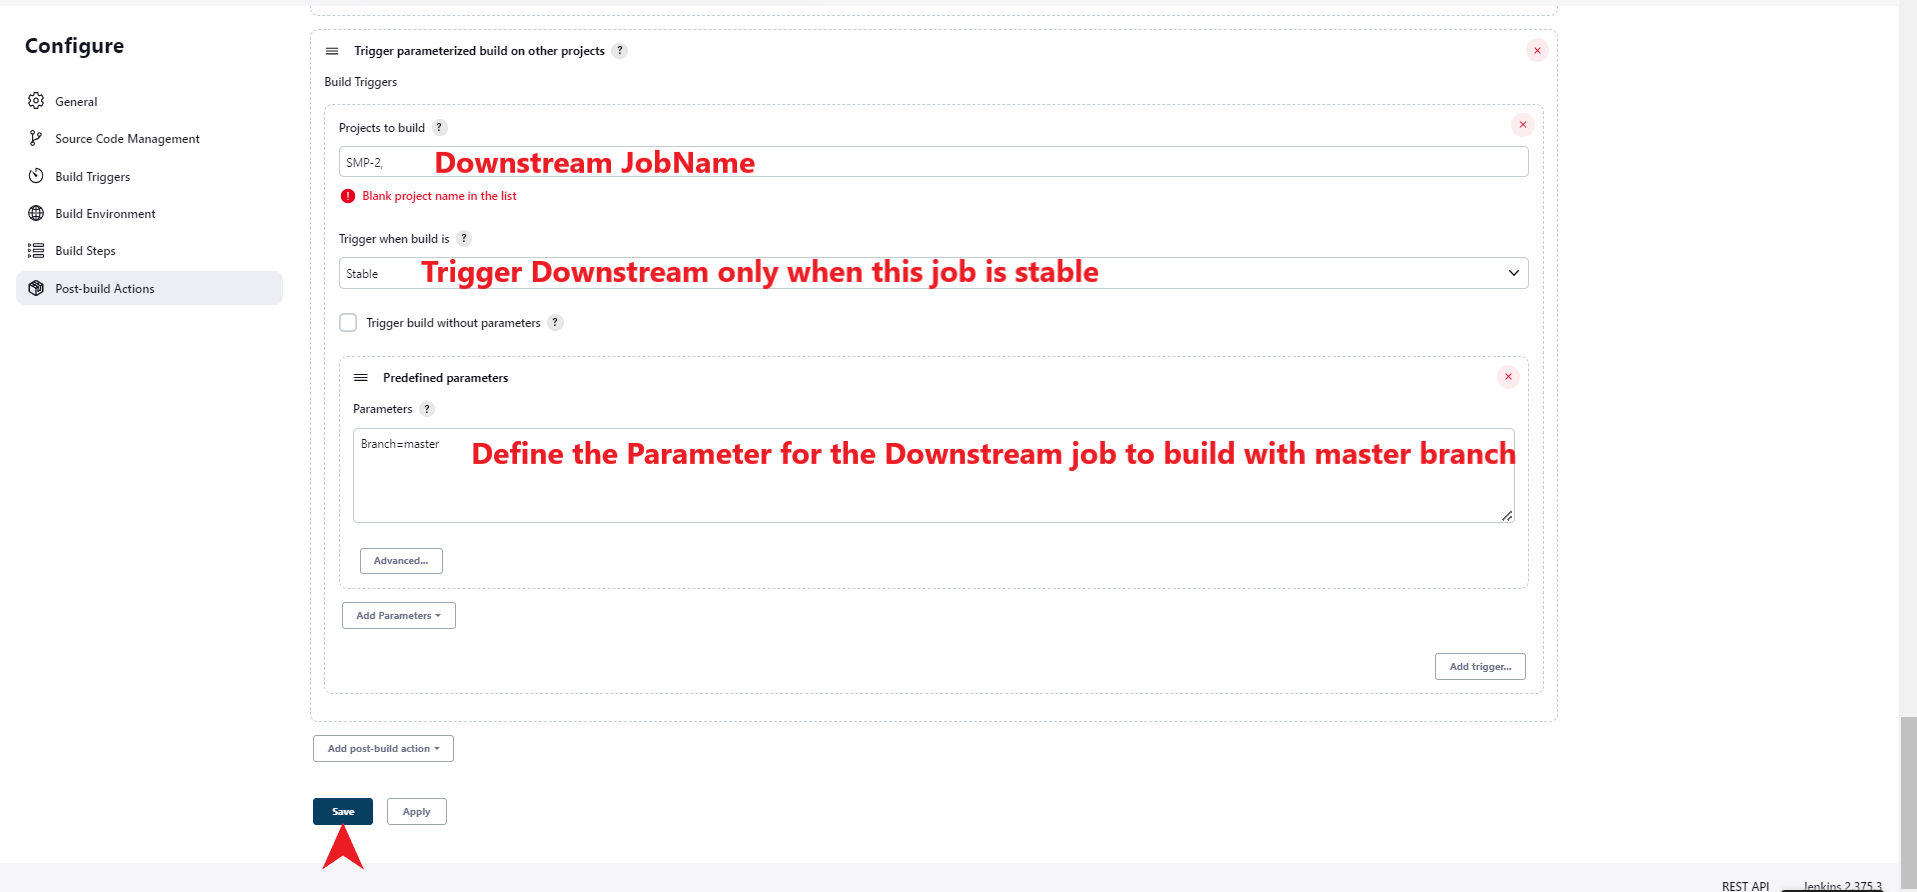 Configure
General
Source Code Management
Build Triggers
Build Environment
Build Steps
Post-build Actions
Trigger parameterized build on other projects ?
Build Triggers
Projects to build ?
SMP-2, Downstream JobName
Blank project name in the list
Trigger when build is ?
Stable Trigger Downstream only when this job is stable
Trigger build without parameters ?
Predefined parameters
Parameters ?
Branch=master Define the Parameter for the Downstream job to build with master branch
Advanced...
Add Parameters
Add trigger...
Add post-build action
Save Apply
REST API Jenkins 2.375.3